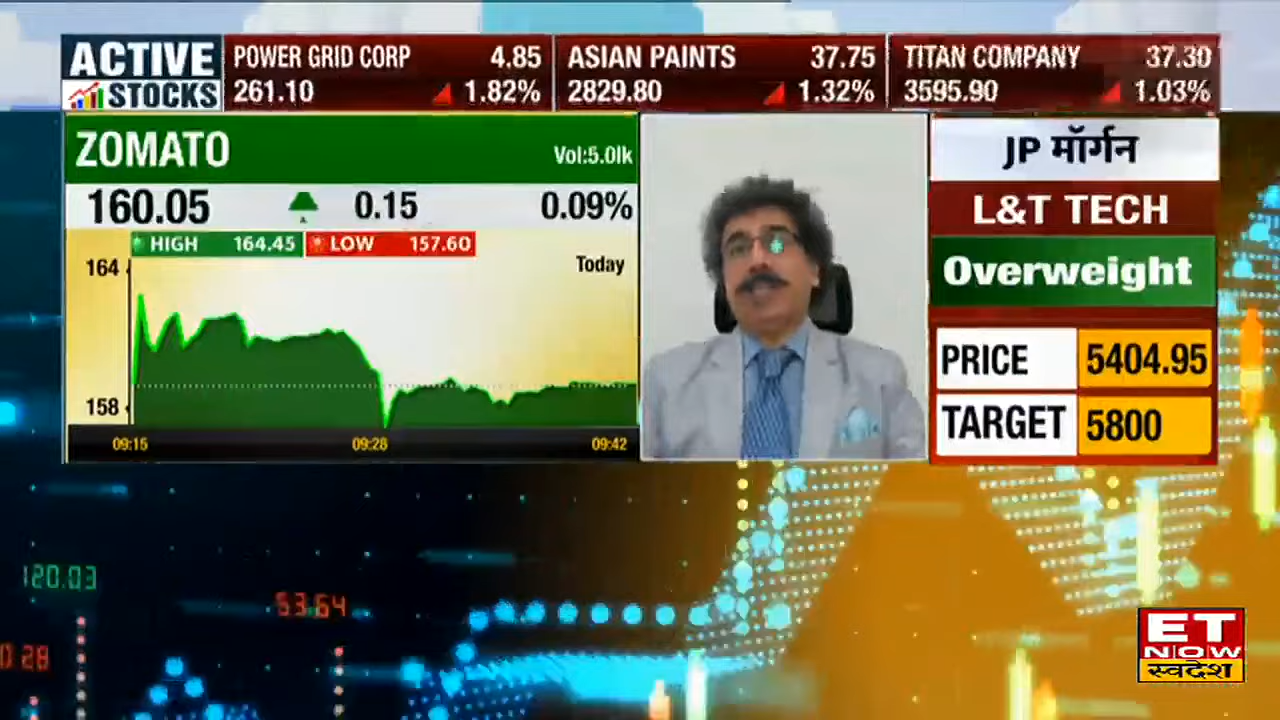 ACTIVE STOCKS
POWER GRID CORP 4.85
261.10 1.82%
ASIAN PAINTS 37.75
2829.80 1.32%
TITAN COMPANY 37.30
3595.90 1.03%
ZOMATO Vol:5.0lk
160.05 0.15 0.09%
HIGH 164.45 LOW 157.60
Today
164
158
09:15 09:28 09:42
JP मॉर्गन
L&T TECH
Overweight
PRICE 5404.95
TARGET 5800
120.03
53.64
0.28
ET
NOW
स्वदेश